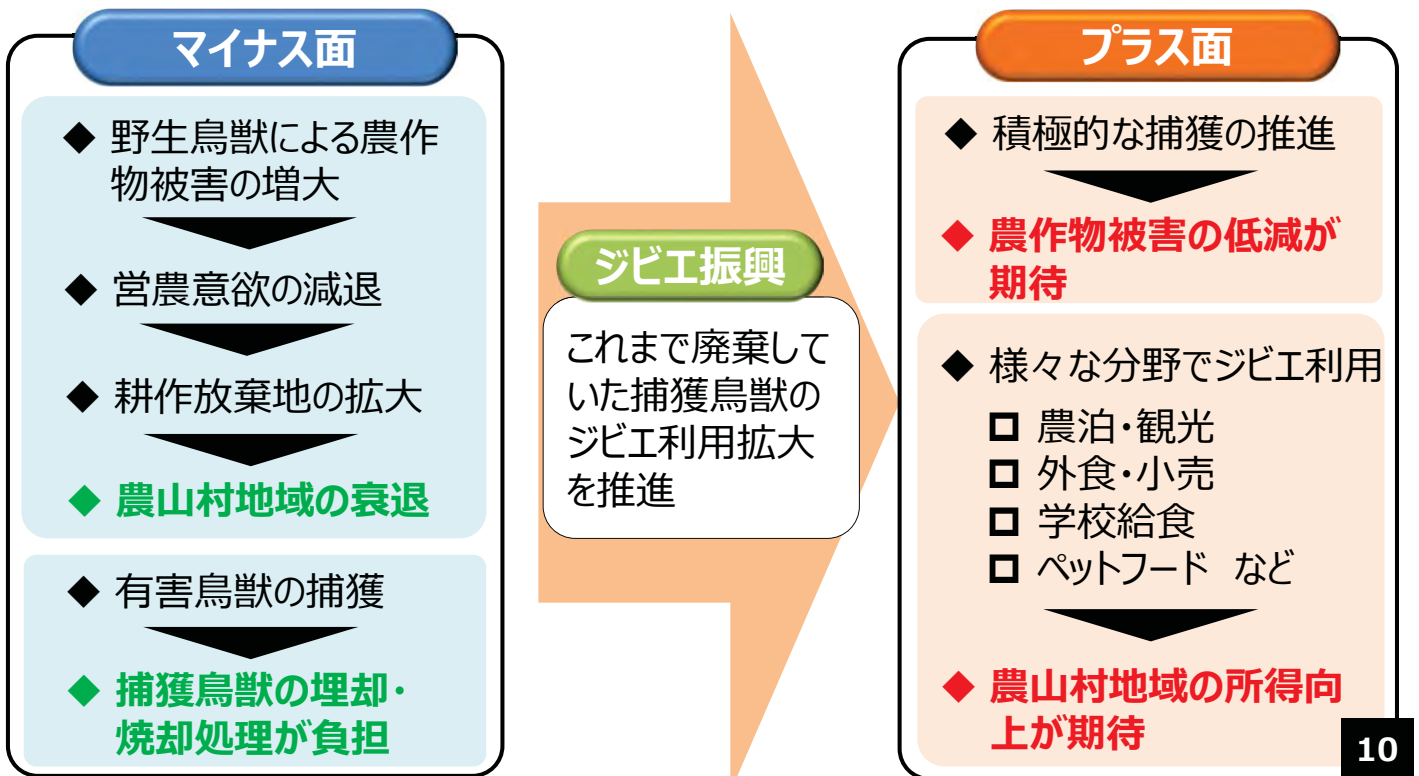 マイナス面
◆ 野生鳥獣による農作
物被害の増大
◆ 営農意欲の減退
◆ 耕作放棄地の拡大
◆ 農山村地域の衰退
◆ 有害鳥獣の捕獲
◆ 捕獲鳥獣の埋却・
焼却処理が負担
ジビエ振興
これまで廃棄して
いた捕獲鳥獣の
ジビエ利用拡大
を推進
プラス面
◆ 積極的な捕獲の推進
◆ 農作物被害の低減が
期待
◆ 様々な分野でジビエ利用
□ 農泊・観光
□ 外食・小売
□ 学校給食
□ ペットフード など
◆ 農山村地域の所得向
上が期待
10